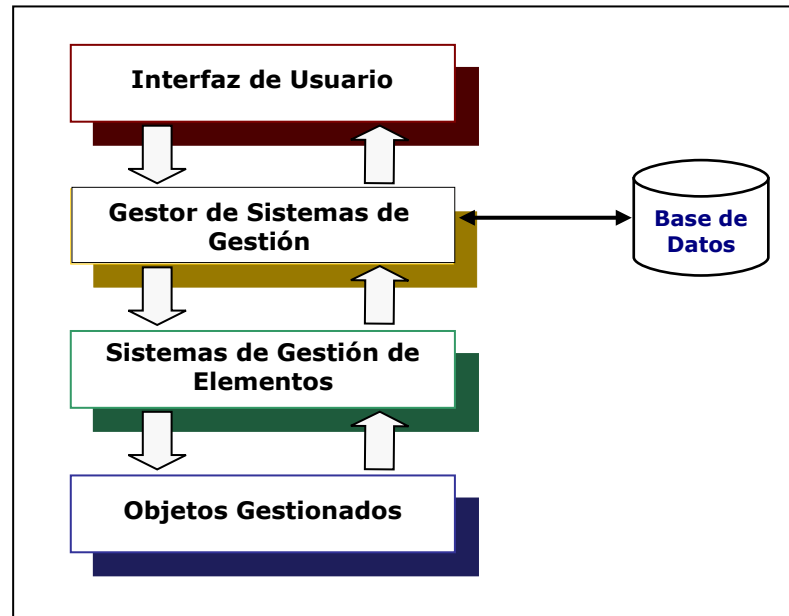 Interfaz de Usuario
Gestor de Sistemas de
Gestión
Base de
Datos
Sistemas de Gestión de
Elementos
Objetos Gestionados